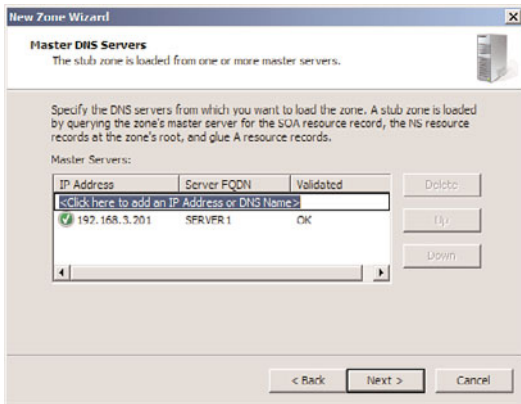 New Zone Wizard
Master DNS Servers
The stub zone is loaded from one or more master servers.
Specify the DNS servers from which you want to load the zone. A stub zone is loaded
by querying the zone's master server for the SOA resource record, the NS resource
records at the zone's root, and glue A resource records.
Master Servers:
IP Address Server FQDN Validated
<Click here to add an IP Address or DNS Name>
192.168.3.201 SERVER1 OK
Delete
Up
Down
< Back Next > Cancel